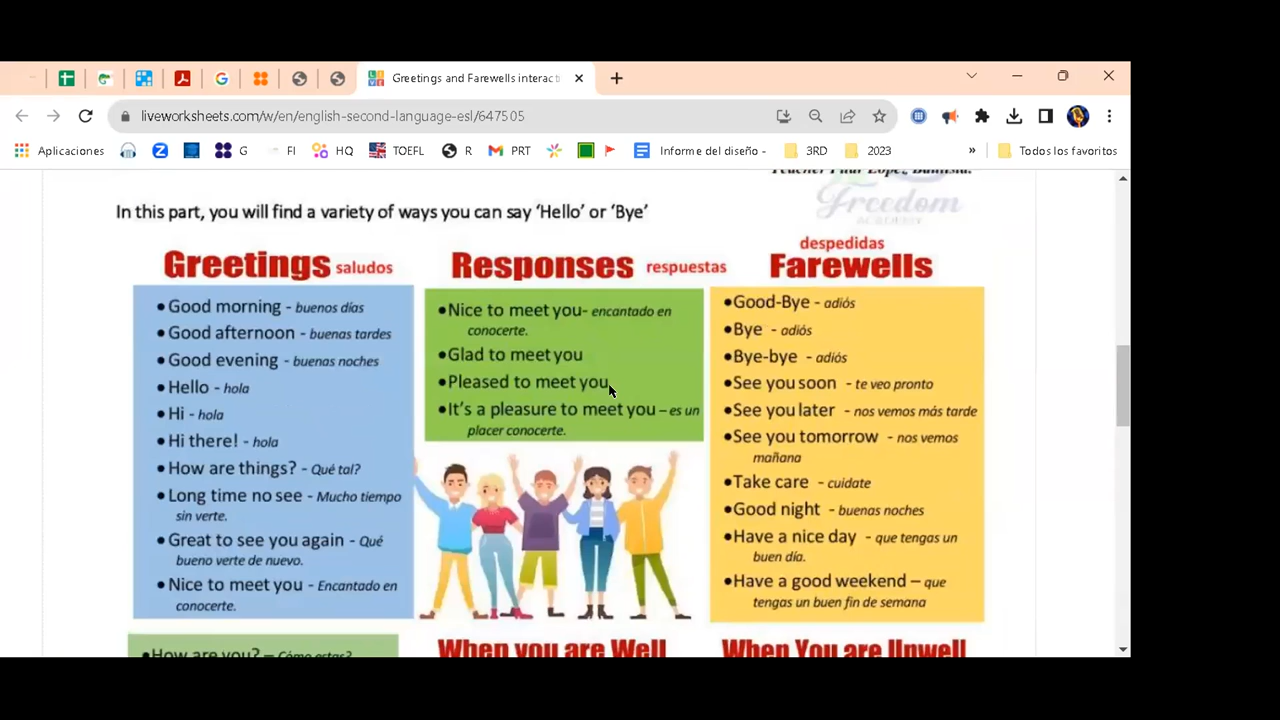 Greetings and Farewells interact
liveworksheets.com/w/en/english-second-language-esl/647505
Aplicaciones
G
FI
HQ
TOEFL
R
PRT
Informe del diseño -
3RD
2023
»
Todos los favoritos
Freedom
In this part, you will find a variety of ways you can say ‘Hello’ or ‘Bye’
Greetings saludos
•Good morning - buenos días
•Good afternoon - buenas tardes
•Good evening - buenas noches
•Hello - hola
•Hi - hola
•Hi there! - hola
•How are things? - Qué tal?
•Long time no see - Mucho tiempo
sin verte.
•Great to see you again - Qué
bueno verte de nuevo.
•Nice to meet you - Encantado en
conocerte.
Responses respuestas
•Nice to meet you- encantado en
conocerte.
•Glad to meet you
•Pleased to meet you
•It’s a pleasure to meet you – es un
placer conocerte.
despedidas
Farewells
•Good-Bye - adiós
•Bye - adiós
•Bye-bye - adiós
•See you soon - te veo pronto
•See you later - nos vemos más tarde
•See you tomorrow - nos vemos
mañana
•Take care - cuidate
•Good night - buenas noches
•Have a nice day - que tengas un
buen día.
•Have a good weekend – que
tengas un buen fin de semana
•How are you? – Cómo estas?
When you are Well
When You are Unwell